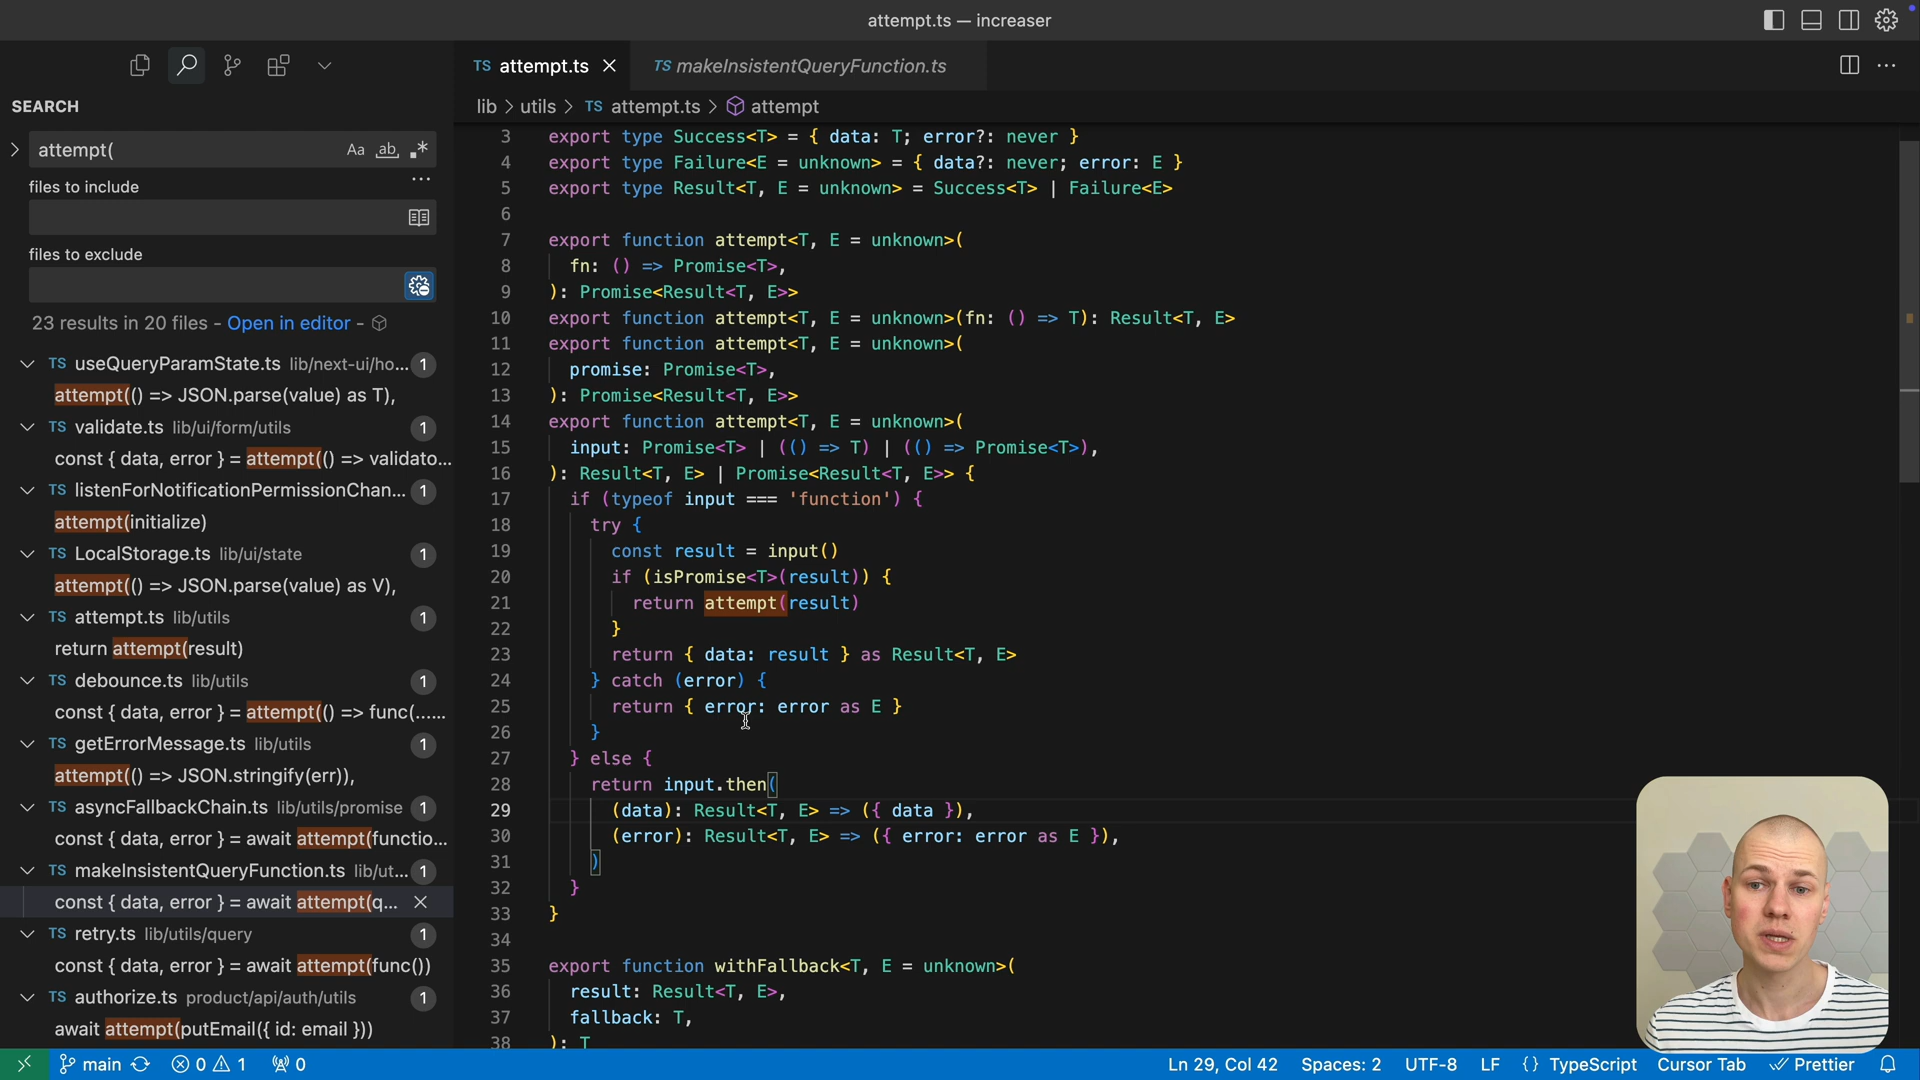 attempt.ts — increaser
SEARCH
attempt(
Aa ab .*
files to include
files to exclude
23 results in 20 files - Open in editor -
TS useQueryParamState.ts lib/next-ui/ho... 1
attempt(() => JSON.parse(value) as T),
TS validate.ts lib/ui/form/utils 1
const { data, error } = attempt(() => validato...
TS listenForNotificationPermissionChan... 1
attempt(initialize)
TS LocalStorage.ts lib/ui/state 1
attempt(() => JSON.parse(value) as V),
TS attempt.ts lib/utils 1
return attempt(result)
TS debounce.ts lib/utils 1
const { data, error } = attempt(() => func(......
TS getErrorMessage.ts lib/utils 1
attempt(() => JSON.stringify(err)),
TS asyncFallbackChain.ts lib/utils/promise 1
const { data, error } = await attempt(functio...
TS makeInsistentQueryFunction.ts lib/ut... 1
const { data, error } = await attempt(q...
TS retry.ts lib/utils/query 1
const { data, error } = await attempt(func())
TS authorize.ts product/api/auth/utils 1
await attempt(putEmail({ id: email }))
TS attempt.ts
TS makeInsistentQueryFunction.ts
lib > utils > TS attempt.ts > attempt
3 export type Success<T> = { data: T; error?: never }
4 export type Failure<E = unknown> = { data?: never; error: E }
5 export type Result<T, E = unknown> = Success<T> | Failure<E>
6
7 export function attempt<T, E = unknown>(
8 fn: () => Promise<T>,
9 ): Promise<Result<T, E>>
10 export function attempt<T, E = unknown>(fn: () => T): Result<T, E>
11 export function attempt<T, E = unknown>(
12 promise: Promise<T>,
13 ): Promise<Result<T, E>>
14 export function attempt<T, E = unknown>(
15 input: Promise<T> | (() => T) | (() => Promise<T>),
16 ): Result<T, E> | Promise<Result<T, E>> {
17 if (typeof input === 'function') {
18 try {
19 const result = input()
20 if (isPromise<T>(result)) {
21 return attempt(result)
22 }
23 return { data: result } as Result<T, E>
24 } catch (error) {
25 return { error: error as E }
26 }
27 } else {
28 return input.then(
29 (data): Result<T, E> => ({ data }),
30 (error): Result<T, E> => ({ error: error as E }),
31 )
32 }
33 }
34
35 export function withFallback<T, E = unknown>(
36 result: Result<T, E>,
37 fallback: T,
38 ): T
main 0 1 0 Ln 29, Col 42 Spaces: 2 UTF-8 LF {} TypeScript Cursor Tab Prettier